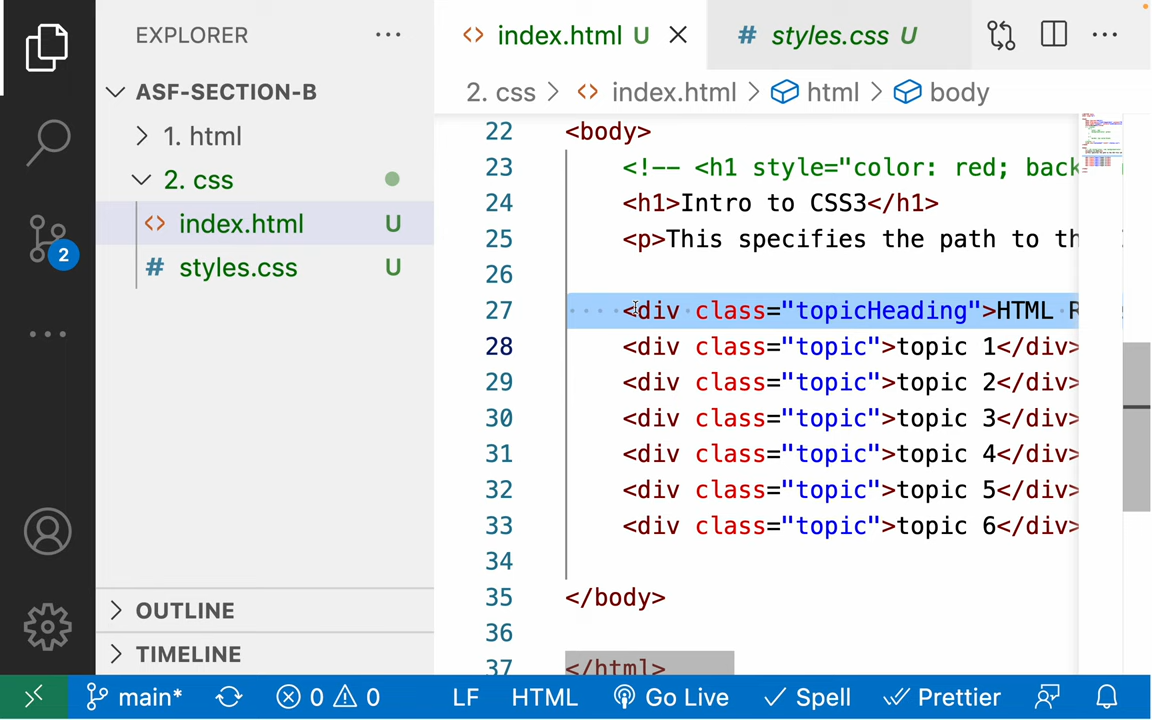 EXPLORER
ASF-SECTION-B
1. html
2. css
index.html U
styles.css U
OUTLINE
TIMELINE
2
index.html U
# styles.css U
2. css > index.html > html > body
22 <body>
23 <!-- <h1 style="color: red;
24 <h1>Intro to CSS3</h1>
25 <p>This specifies the path to
26
27 <div class="topicHeading">HTML
28 <div class="topic">topic 1</div>
29 <div class="topic">topic 2</div>
30 <div class="topic">topic 3</div>
31 <div class="topic">topic 4</div>
32 <div class="topic">topic 5</div>
33 <div class="topic">topic 6</div>
34
35 </body>
36
37 </html>
main* 0 0 LF HTML Go Live Spell Prettier